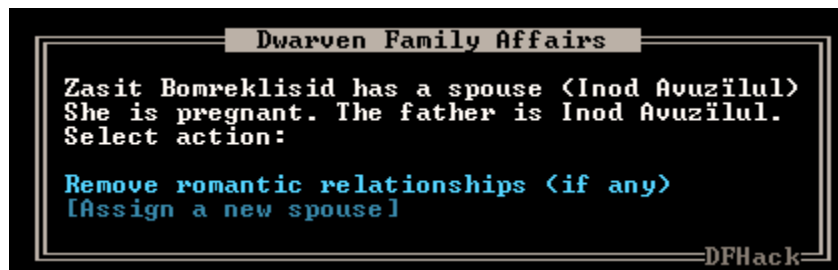 Dwarven Family Affairs
Zasit Bomreklisid has a spouse (Inod Avuzïlul)
She is pregnant. The father is Inod Avuzïlul.
Select action:
Remove romantic relationships (if any)
[Assign a new spouse]
DFHack